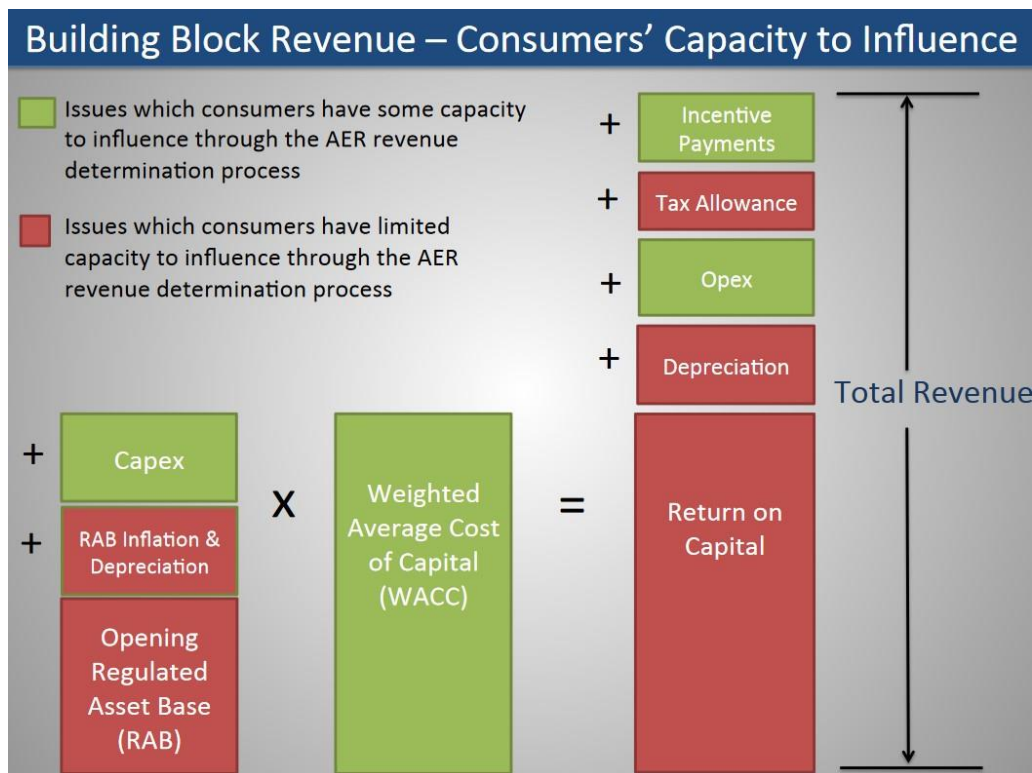 Building Block Revenue – Consumers’ Capacity to Influence
Issues which consumers have some capacity
to influence through the AER revenue
determination process
Issues which consumers have limited
capacity to influence through the AER
revenue determination process
+
Capex
+
RAB Inflation &
Depreciation
Opening
Regulated
Asset Base
(RAB)
x
Weighted
Average Cost
of Capital
(WACC)
=
+
Incentive
Payments
+
Tax Allowance
+
Opex
+
Depreciation
Return on
Capital
Total Revenue